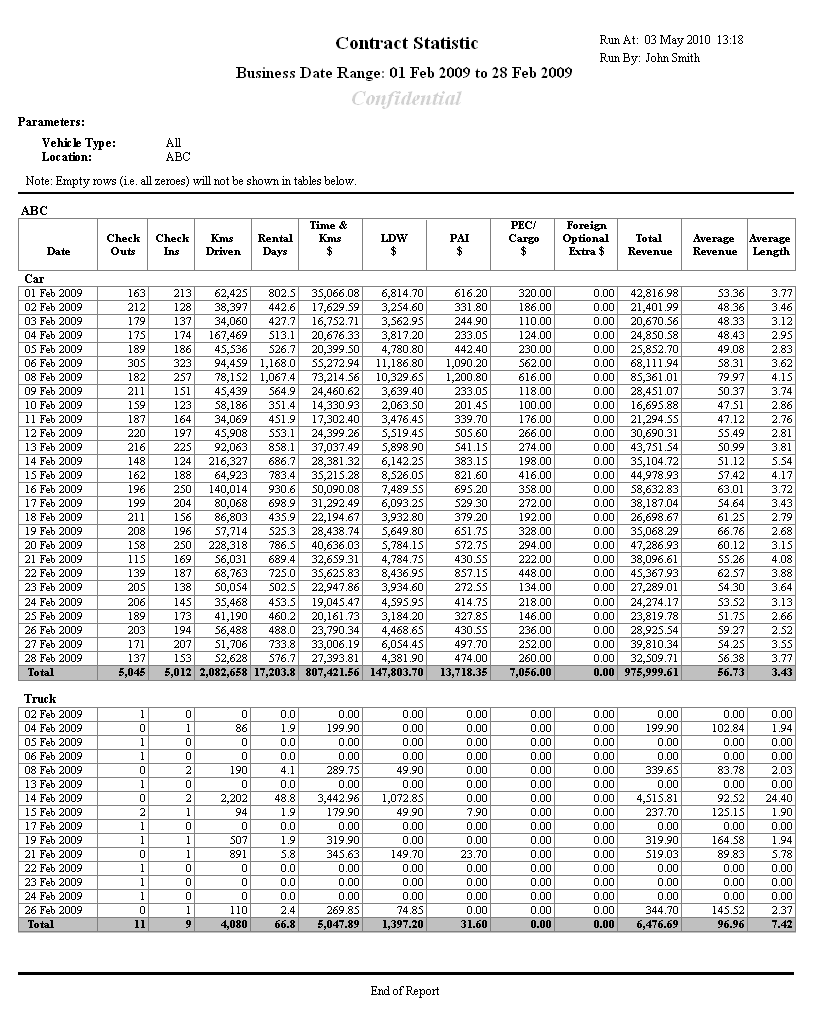 Contract Statistic
Run At: 03 May 2010 13:18
Run By: John Smith
Business Date Range: 01 Feb 2009 to 28 Feb 2009
Confidential
Parameters:
Vehicle Type: All
Location: ABC
Note: Empty rows (i.e. all zeroes) will not be shown in tables below.
ABC
Date Check Outs Check Ins Kms Driven Rental Days Time & Kms $ LDW $ PAI $ PEC/ Cargo $ Foreign Optional Extra $ Total Revenue Average Revenue Average Length
Car
01 Feb 2009 163 213 62,425 802.5 35,066.08 6,814.70 616.20 320.00 0.00 42,816.98 53.36 3.77
02 Feb 2009 212 128 38,397 442.6 17,629.59 3,254.60 331.80 186.00 0.00 21,401.99 48.36 3.46
03 Feb 2009 179 137 34,060 427.7 16,752.71 3,562.95 244.90 110.00 0.00 20,670.56 48.33 3.12
04 Feb 2009 175 174 167,469 513.1 20,676.33 3,817.20 233.05 124.00 0.00 24,850.58 48.43 2.95
05 Feb 2009 189 186 45,536 526.7 20,399.50 4,780.80 442.40 230.00 0.00 25,852.70 49.08 2.83
06 Feb 2009 305 323 94,459 1,168.0 55,272.94 11,186.80 1,090.20 562.00 0.00 68,111.94 58.31 3.62
08 Feb 2009 182 257 78,152 1,067.4 73,214.56 10,329.65 1,200.80 616.00 0.00 85,361.01 79.97 4.15
09 Feb 2009 211 151 45,439 564.9 24,460.62 3,639.40 233.05 118.00 0.00 28,451.07 50.37 3.74
10 Feb 2009 159 123 58,186 351.4 14,330.93 2,063.50 201.45 100.00 0.00 16,695.88 47.51 2.86
11 Feb 2009 187 164 34,069 451.9 17,302.40 3,476.45 339.70 176.00 0.00 21,294.55 47.12 2.76
12 Feb 2009 220 197 45,908 553.1 24,399.26 5,519.45 505.60 266.00 0.00 30,690.31 55.49 2.81
13 Feb 2009 216 225 92,063 858.1 37,037.49 5,898.90 541.15 274.00 0.00 43,751.54 50.99 3.81
14 Feb 2009 148 124 216,327 686.7 28,381.32 6,142.25 383.15 198.00 0.00 35,104.72 51.12 5.54
15 Feb 2009 162 188 64,923 783.4 35,215.28 8,526.05 821.60 416.00 0.00 44,978.93 57.42 4.17
16 Feb 2009 196 250 140,014 930.6 50,090.08 7,489.55 695.20 358.00 0.00 58,632.83 63.01 3.72
17 Feb 2009 199 204 80,068 698.9 31,292.49 6,093.25 529.30 272.00 0.00 38,187.04 54.64 3.43
18 Feb 2009 211 156 86,803 435.9 22,194.67 3,932.80 379.20 192.00 0.00 26,698.67 61.25 2.79
19 Feb 2009 208 196 57,714 525.3 28,438.74 5,649.80 651.75 328.00 0.00 35,068.29 66.76 2.68
20 Feb 2009 158 250 228,318 786.5 40,636.03 5,784.15 572.75 294.00 0.00 47,286.93 60.12 3.15
21 Feb 2009 115 169 56,031 689.4 32,659.31 4,784.75 430.55 222.00 0.00 38,096.61 55.26 4.08
22 Feb 2009 139 187 68,763 725.0 35,625.83 8,436.95 857.15 448.00 0.00 45,367.93 62.57 3.88
23 Feb 2009 205 138 50,054 502.5 22,947.86 3,934.60 272.55 134.00 0.00 27,289.01 54.30 3.64
24 Feb 2009 206 145 35,468 453.5 19,045.47 4,595.95 414.75 218.00 0.00 24,274.17 53.52 3.13
25 Feb 2009 189 173 41,190 460.2 20,161.73 3,184.20 327.85 146.00 0.00 23,819.78 51.75 2.66
26 Feb 2009 203 194 56,488 488.0 23,790.34 4,468.65 430.55 236.00 0.00 28,925.54 59.27 2.52
27 Feb 2009 171 207 51,706 733.8 33,006.19 6,054.45 497.70 252.00 0.00 39,810.34 54.25 3.55
28 Feb 2009 137 153 52,628 576.7 27,393.81 4,381.90 474.00 260.00 0.00 32,509.71 56.38 3.77
Total 5,045 5,012 2,082,658 17,203.8 807,421.56 147,803.70 13,718.35 7,056.00 0.00 975,999.61 56.73 3.43
Truck
02 Feb 2009 1 0 0 0.0 0.00 0.00 0.00 0.00 0.00 0.00 0.00 0.00
04 Feb 2009 0 1 86 1.9 199.90 0.00 0.00 0.00 0.00 199.90 102.84 1.94
05 Feb 2009 1 0 0 0.0 0.00 0.00 0.00 0.00 0.00 0.00 0.00 0.00
06 Feb 2009 1 0 0 0.0 0.00 0.00 0.00 0.00 0.00 0.00 0.00 0.00
08 Feb 2009 0 2 190 4.1 289.75 49.90 0.00 0.00 0.00 339.65 83.78 2.03
13 Feb 2009 1 0 0 0.0 0.00 0.00 0.00 0.00 0.00 0.00 0.00 0.00
14 Feb 2009 0 2 2,202 48.8 3,442.96 1,072.85 0.00 0.00 0.00 4,515.81 92.52 24.40
15 Feb 2009 2 1 94 1.9 179.90 49.90 7.90 0.00 0.00 237.70 125.15 1.90
17 Feb 2009 1 0 0 0.0 0.00 0.00 0.00 0.00 0.00 0.00 0.00 0.00
19 Feb 2009 1 1 507 1.9 319.90 0.00 0.00 0.00 0.00 319.90 164.58 1.94
21 Feb 2009 0 1 891 5.8 345.63 149.70 23.70 0.00 0.00 519.03 89.83 5.78
22 Feb 2009 1 0 0 0.0 0.00 0.00 0.00 0.00 0.00 0.00 0.00 0.00
23 Feb 2009 1 0 0 0.0 0.00 0.00 0.00 0.00 0.00 0.00 0.00 0.00
24 Feb 2009 1 0 0 0.0 0.00 0.00 0.00 0.00 0.00 0.00 0.00 0.00
26 Feb 2009 0 1 110 2.4 269.85 74.85 0.00 0.00 0.00 344.70 145.52 2.37
Total 11 9 4,080 66.8 5,047.89 1,397.20 31.60 0.00 0.00 6,476.69 96.96 7.42
End of Report